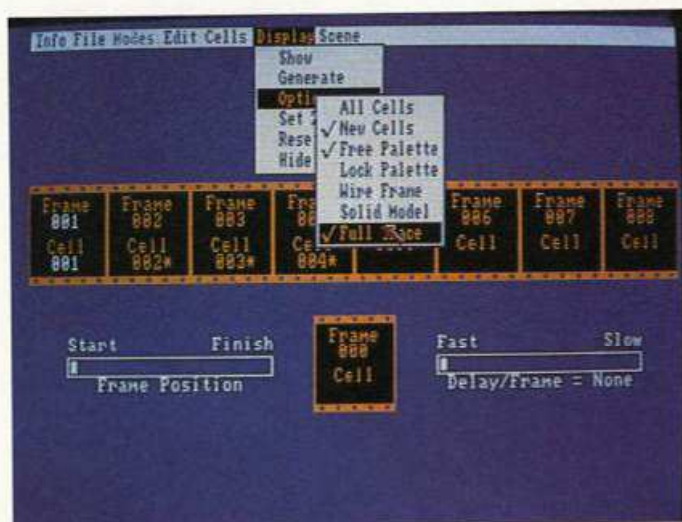 Info File Modes Edit Cells Display Scene
Show
Generate
Set
Hide
All Cells
✓New Cells
✓Free Palette
Lock Palette
Wire Frame
Solid Model
✓Full
Frame
001
Cell
001
Frame
002
Cell
002*
Frame
003
Cell
003*
004*
Frame
006
Cell
Frame
007
Cell
Frame
008
Cell
Start Finish
Frame Position
Frame
000
Cell
Fast Slow
Delay/Frame = None